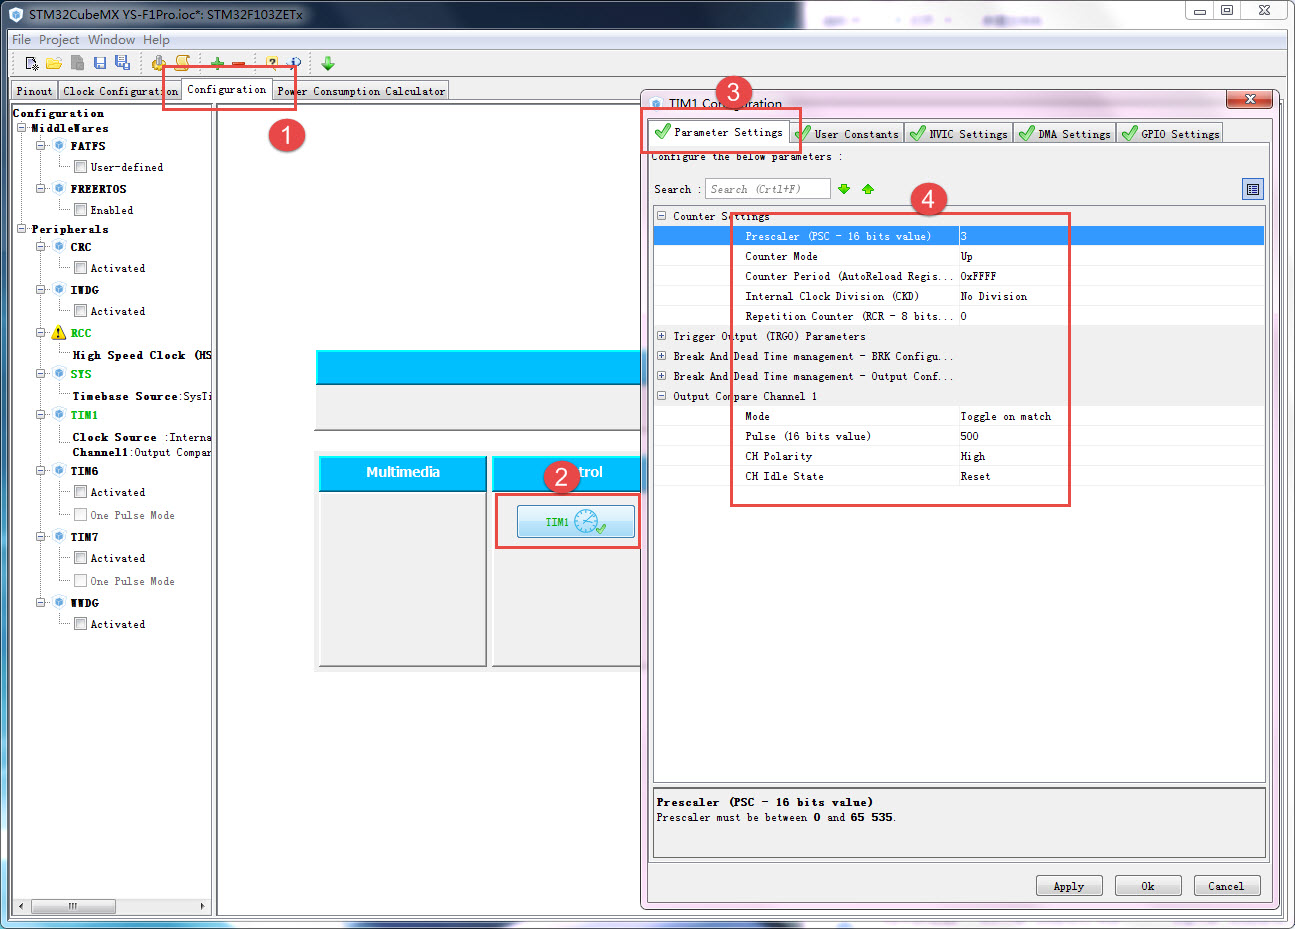 STM32CubeMX YS-F1Pro.ioc*: STM32F103ZETx
File Project Window Help
Pinout Clock Configuration Configuration Power Consumption Calculator
1
Configuration
MiddleWares
FATFS
User-defined
FREERTOS
Enabled
Peripherals
CRC
Activated
IWDG
Activated
RCC
High Speed Clock (HS
SYS
Timebase Source:SysTi
TIM1
Clock Source :Interna
Channel1:Output Compar
TIM6
Activated
One Pulse Mode
TIM7
Activated
One Pulse Mode
WWDG
Activated
Multimedia
2
trol
TIM1
3
TIM1 Configuration
Parameter Settings User Constants NVIC Settings DMA Settings GPIO Settings
Configure the below parameters :
Search : Search (Crtl+F)
4
Counter Settings
Prescaler (PSC - 16 bits value) 3
Counter Mode Up
Counter Period (AutoReload Regis... 0xFFFF
Internal Clock Division (CKD) No Division
Repetition Counter (RCR - 8 bits... 0
Trigger Output (TRGO) Parameters
Break And Dead Time management - BRK Configu...
Break And Dead Time management - Output Conf...
Output Compare Channel 1
Mode Toggle on match
Pulse (16 bits value) 500
CH Polarity High
CH Idle State Reset
Prescaler (PSC - 16 bits value)
Prescaler must be between 0 and 65 535.
Apply Ok Cancel